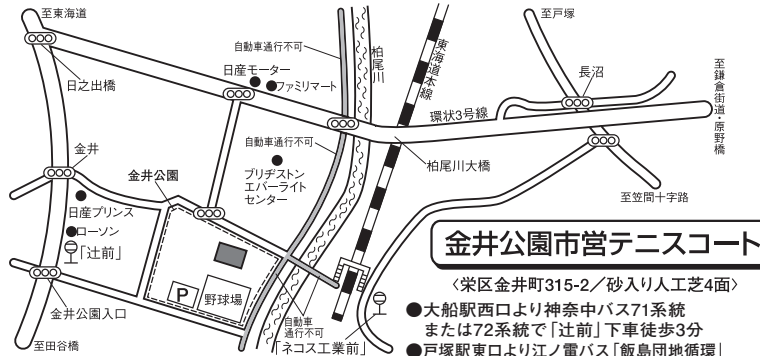 至東海道
至戸塚
自動車通行不可
柏尾川
東海道本線
日産モーター
ファミリマート
日之出橋
長沼
至鎌倉街道・原野橋
環状3号線
自動車通行不可
柏尾川大橋
金井
金井公園
ブリヂストン
エバーライト
センター
日産プリンス
ローソン
「辻前」
至笠間十字路
P
野球場
金井公園入口
自動車
通行不可
至田谷橋
「ネコス工業前」
金井公園市営テニスコート
〈栄区金井町315-2／砂入り人工芝4面〉
●大船駅西口より神奈中バス71系統
または72系統で「辻前」下車徒歩3分
●戸塚駅東口より江ノ電バス「飯島団地循環」